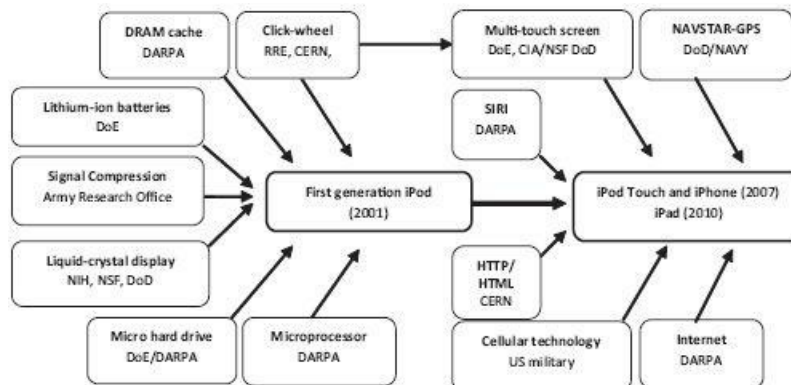 DRAM cache
DARPA
Click-wheel
RRE, CERN,
Multi-touch screen
DoE, CIA/NSF DoD
NAVSTAR-GPS
DoD/NAVY
Lithium-ion batteries
DoE
SIRI
DARPA
Signal Compression
Army Research Office
First generation iPod
(2001)
iPod Touch and iPhone (2007)
iPad (2010)
Liquid-crystal display
NIH, NSF, DoD
HTTP/
HTML
CERN
Micro hard drive
DoE/DARPA
Microprocessor
DARPA
Cellular technology
US military
Internet
DARPA